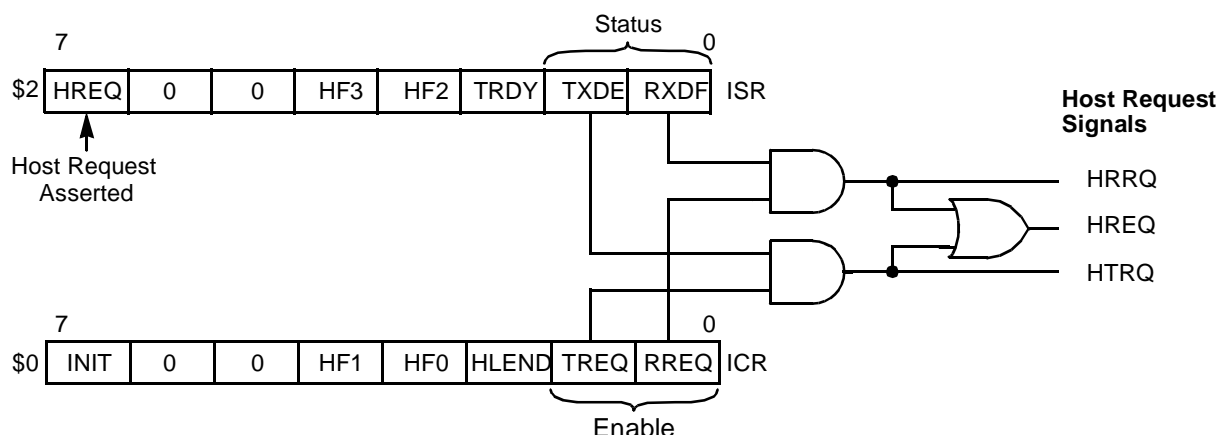 Status
7 0
$2 HREQ 0 0 HF3 HF2 TRDY TXDE RXDF ISR
Host Request
Asserted
Host Request
Signals
HRRQ
HREQ
HTRQ
7 0
$0 INIT 0 0 HF1 HF0 HLEND TREQ RREQ ICR
Enable